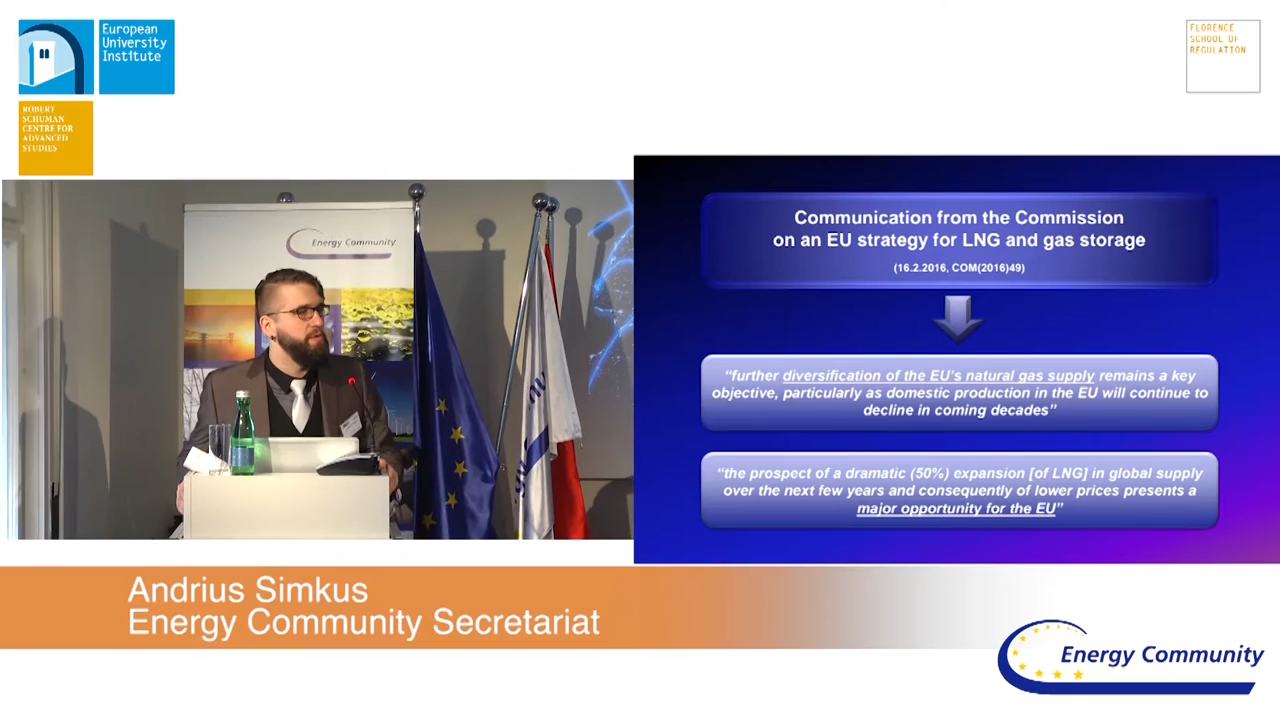 European
University
Institute
ROBERT
SCHUMAN
CENTRE FOR
ADVANCED
STUDIES
FLORENCE
SCHOOL OF
REGULATION
Energy Community
Communication from the Commission
on an EU strategy for LNG and gas storage
(16.2.2016, COM(2016)49)
“further diversification of the EU’s natural gas supply remains a key
objective, particularly as domestic production in the EU will continue to
decline in coming decades”
“the prospect of a dramatic (50%) expansion [of LNG] in global supply
over the next few years and consequently of lower prices presents a
major opportunity for the EU”
Andrius Simkus
Energy Community Secretariat
Energy Community